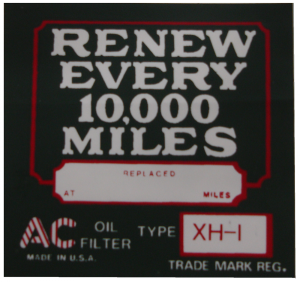 RENEW
EVERY
10,000
MILES
REPLACED
AT MILES
AC OIL FILTER TYPE XH-1
MADE IN U.S.A.
TRADE MARK REG.